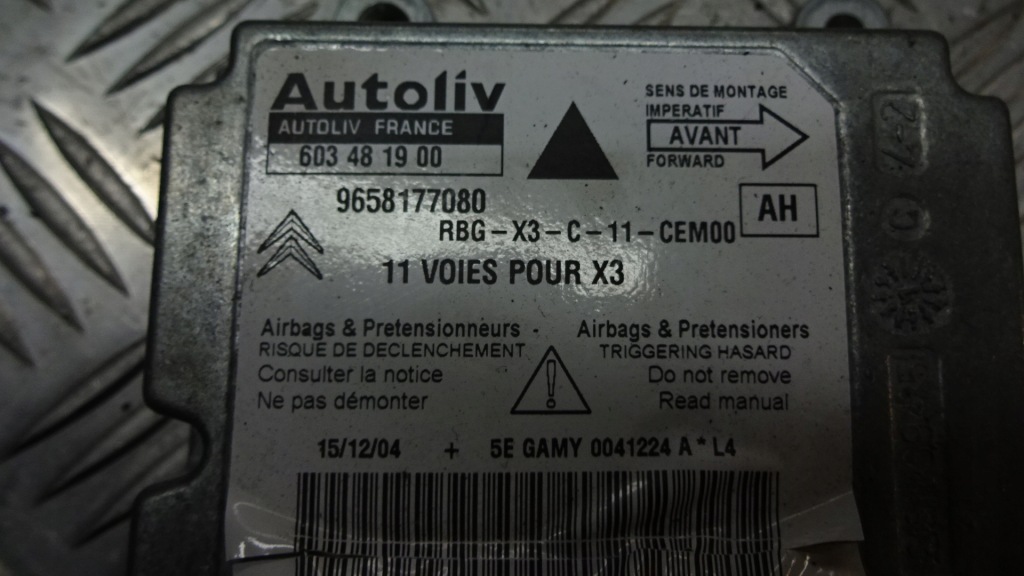 Autoliv
AUTOLIV FRANCE
603 48 19 00
SENS DE MONTAGE
IMPERATIF
AVANT
FORWARD
9658177080
AH
RBG-X3-C-11-CEM00
11 VOIES POUR X3
Airbags & Pretensionneurs -
RISQUE DE DECLENCHEMENT
Consulter la notice
Ne pas démonter
!
Airbags & Pretensioners
TRIGGERING HASARD
Do not remove
Read manual
15/12/04 + 5E GAMY 0041224 A * L4